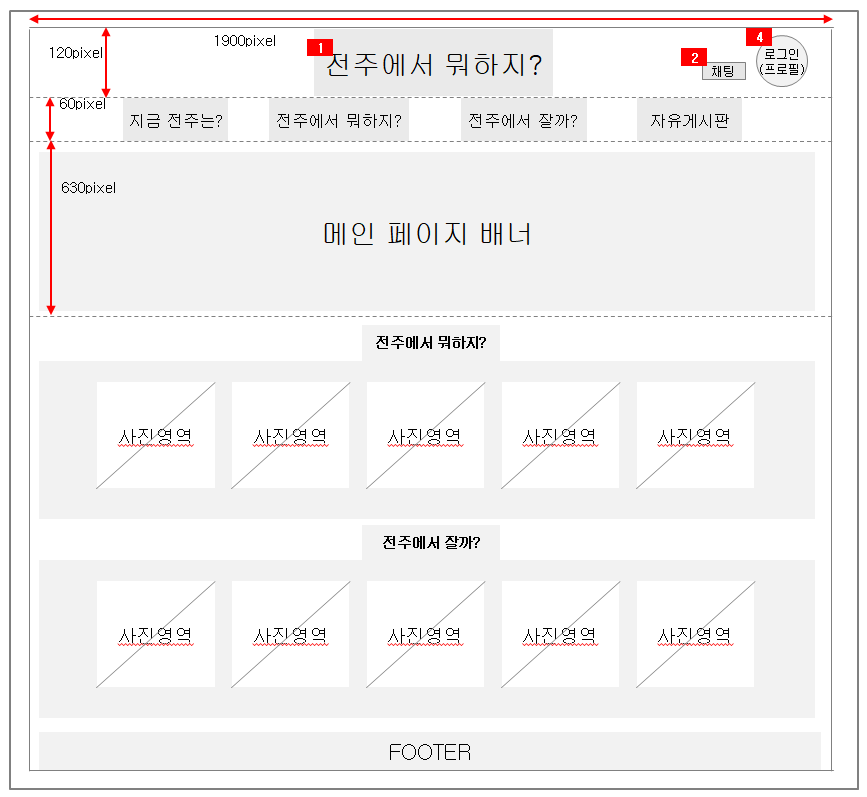 1900pixel
120pixel
1
전주에서 뭐하지?
2
채팅
4
로그인
(프로필)
60pixel
지금 전주는?
전주에서 뭐하지?
전주에서 잘까?
자유게시판
630pixel
메인 페이지 배너
전주에서 뭐하지?
사진영역
사진영역
사진영역
사진영역
사진영역
전주에서 잘까?
사진영역
사진영역
사진영역
사진영역
사진영역
FOOTER